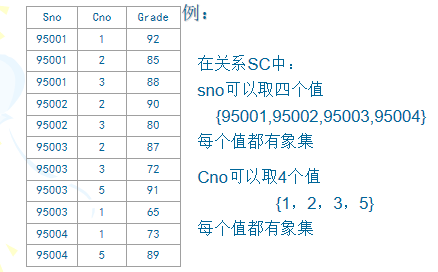 Sno Cno Grade
95001 1 92
95001 2 85
95001 3 88
95002 2 90
95002 3 80
95003 2 87
95003 3 72
95003 5 91
95003 1 65
95004 1 73
95004 5 89
例：
在关系SC中：
sno可以取四个值
{95001,95002,95003,95004}
每个值都有象集
Cno可以取4个值
{1，2，3，5}
每个值都有象集